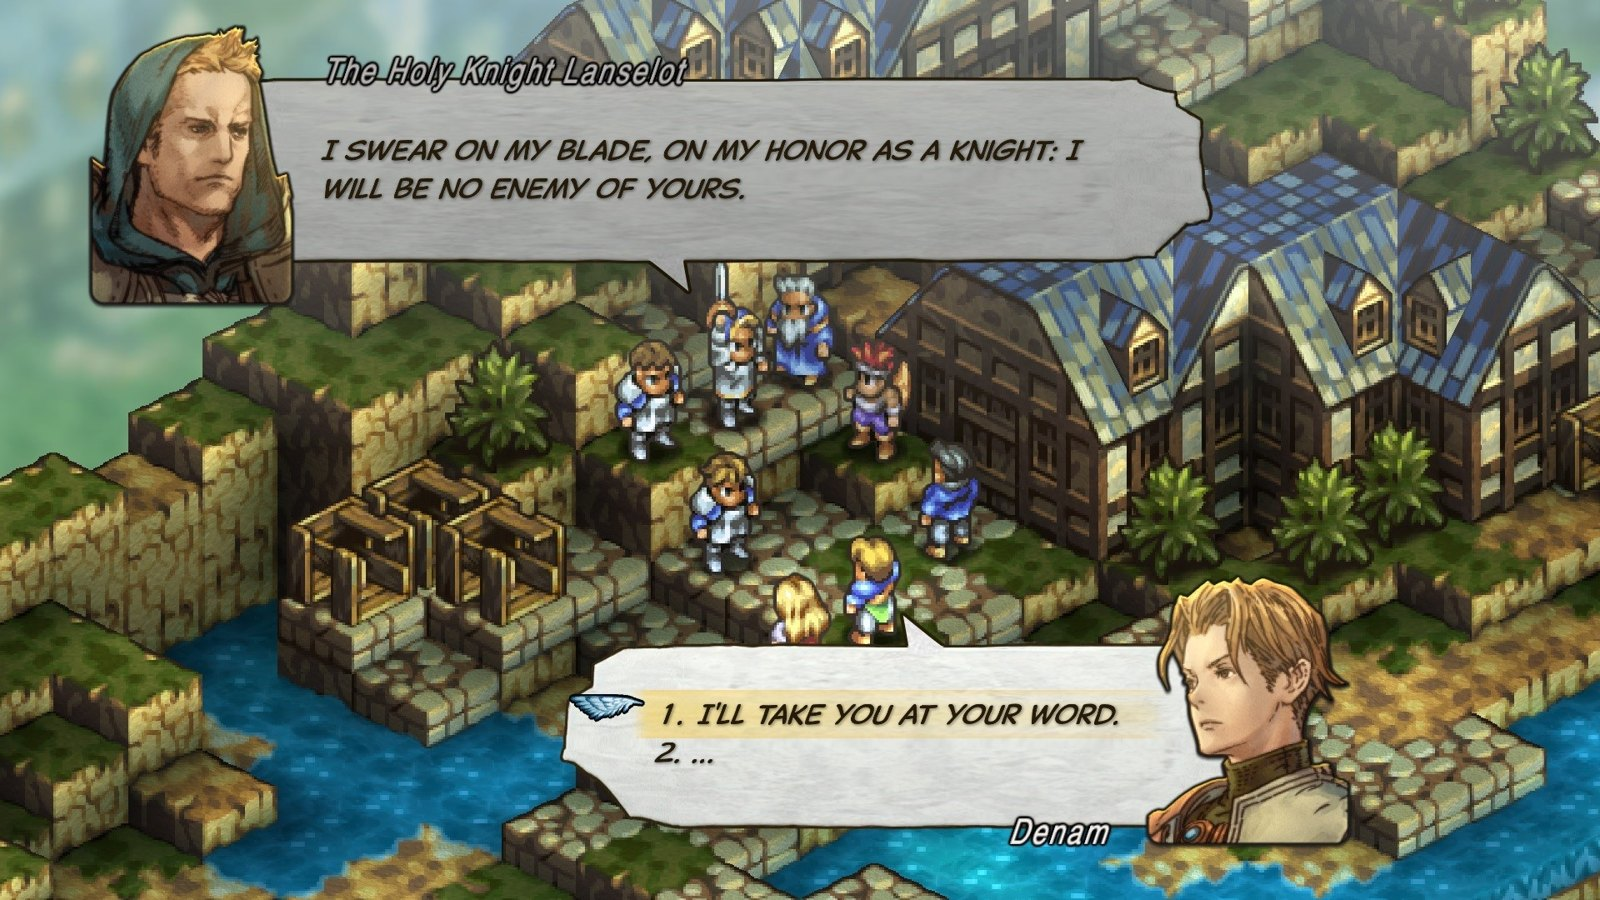 The Holy Knight Lanselot
I SWEAR ON MY BLADE, ON MY HONOR AS A KNIGHT: I
WILL BE NO ENEMY OF YOURS.
1. I'LL TAKE YOU AT YOUR WORD.
2. ...
Denam